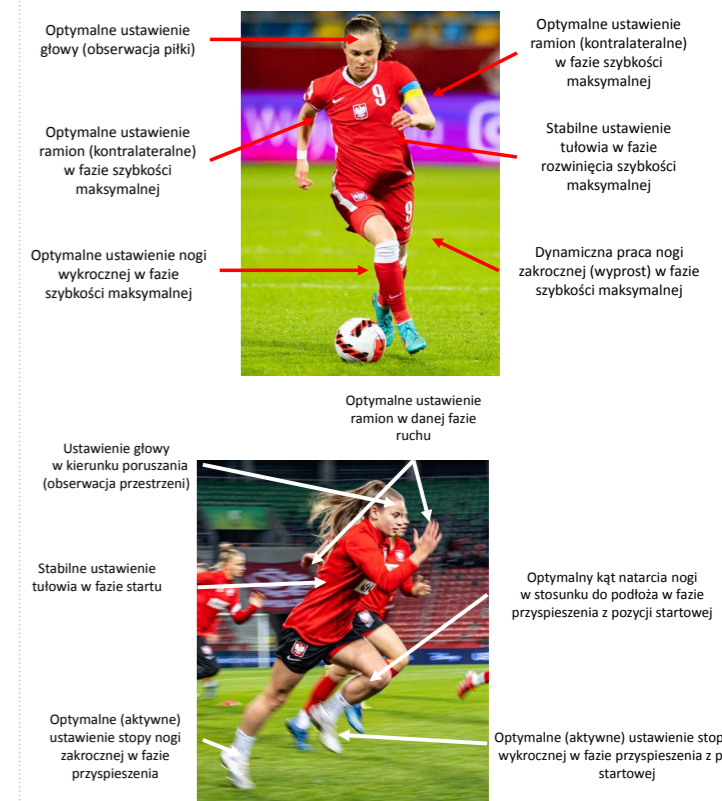 Optymalne ustawienie
głowy (obserwacja piłki)
Optymalne ustawienie
ramion (kontralateralne)
w fazie szybkości
maksymalnej
Optymalne ustawienie
ramion (kontralateralne)
w fazie szybkości
maksymalnej
Stabilne ustawienie
tułowia w fazie
rozwinięcia szybkości
maksymalnej
Optymalne ustawienie nogi
wykrocznej w fazie
szybkości maksymalnej
Dynamiczna praca nogi
zakrocznej (wyprost) w fazie
szybkości maksymalnej
9
9
Optymalne ustawienie
ramion w danej fazie
ruchu
Ustawienie głowy
w kierunku poruszania
(obserwacja przestrzeni)
Stabilne ustawienie
tułowia w fazie startu
Optymalny kąt natarcia nogi
w stosunku do podłoża w fazie
przyspieszenia z pozycji startowej
Optymalne (aktywne)
ustawienie stopy nogi
zakrocznej w fazie
przyspieszenia
Optymalne (aktywne) ustawienie stop
wykrocznej w fazie przyspieszenia z p
startowej